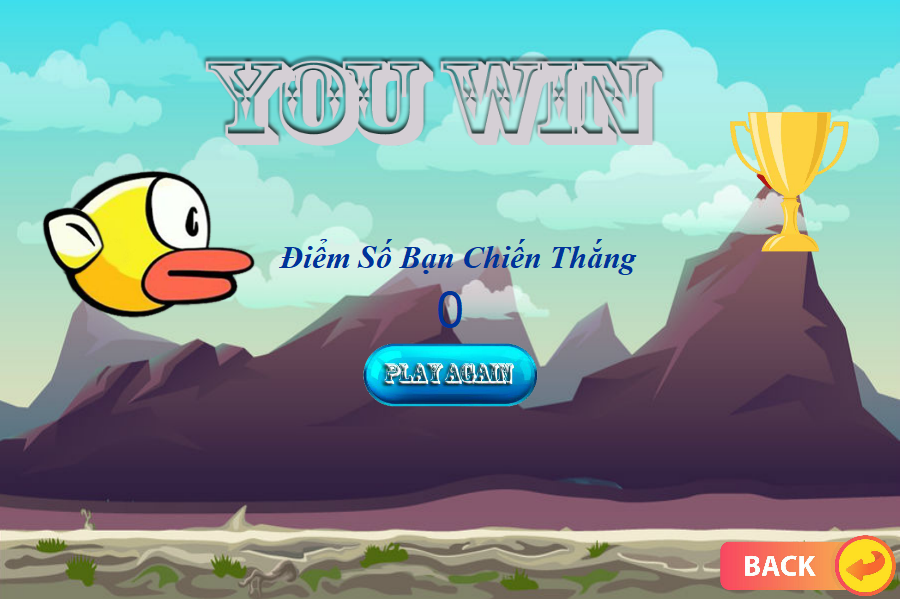 YOU WIN
Điểm Số Bạn Chiến Thắng
0
PLAY AGAIN
BACK